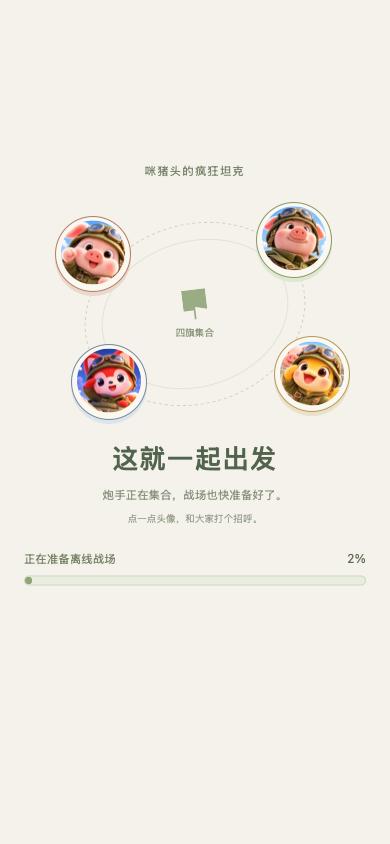 咪猪头的疯狂坦克
四旗集合
这就一起出发
炮手正在集合，战场也快准备好了。
点一点头像，和大家打个招呼。
正在准备离线战场 2%